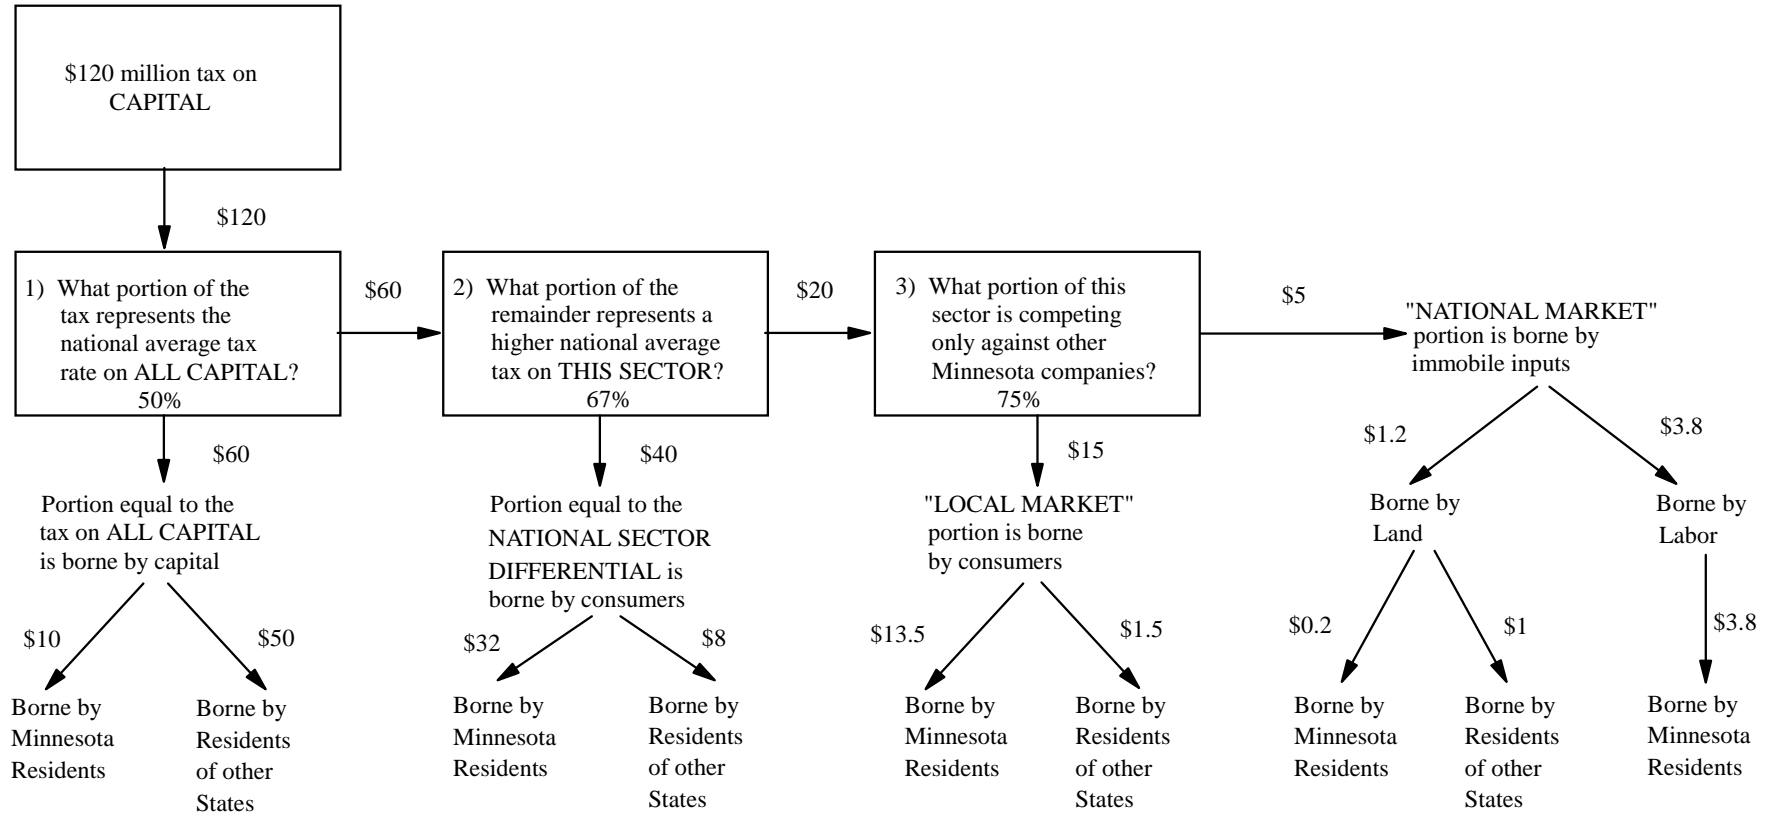 $120 million tax on
CAPITAL
$120
1) What portion of the
tax represents the
national average tax
rate on ALL CAPITAL?
50%
$60
2) What portion of the
remainder represents a
higher national average
tax on THIS SECTOR?
67%
$20
3) What portion of this
sector is competing
only against other
Minnesota companies?
75%
$5
"NATIONAL MARKET"
portion is borne by
immobile inputs
$60
Portion equal to the
tax on ALL CAPITAL
is borne by capital
$40
Portion equal to the
NATIONAL SECTOR
DIFFERENTIAL is
borne by consumers
$15
"LOCAL MARKET"
portion is borne
by consumers
$1.2
Borne by
Land
$3.8
Borne by
Labor
$10
Borne by
Minnesota
Residents
$50
Borne by
Residents
of other
States
$32
Borne by
Minnesota
Residents
$8
Borne by
Residents
of other
States
$13.5
Borne by
Minnesota
Residents
$1.5
Borne by
Residents
of other
States
$0.2
Borne by
Minnesota
Residents
$1
Borne by
Residents
of other
States
$3.8
Borne by
Minnesota
Residents